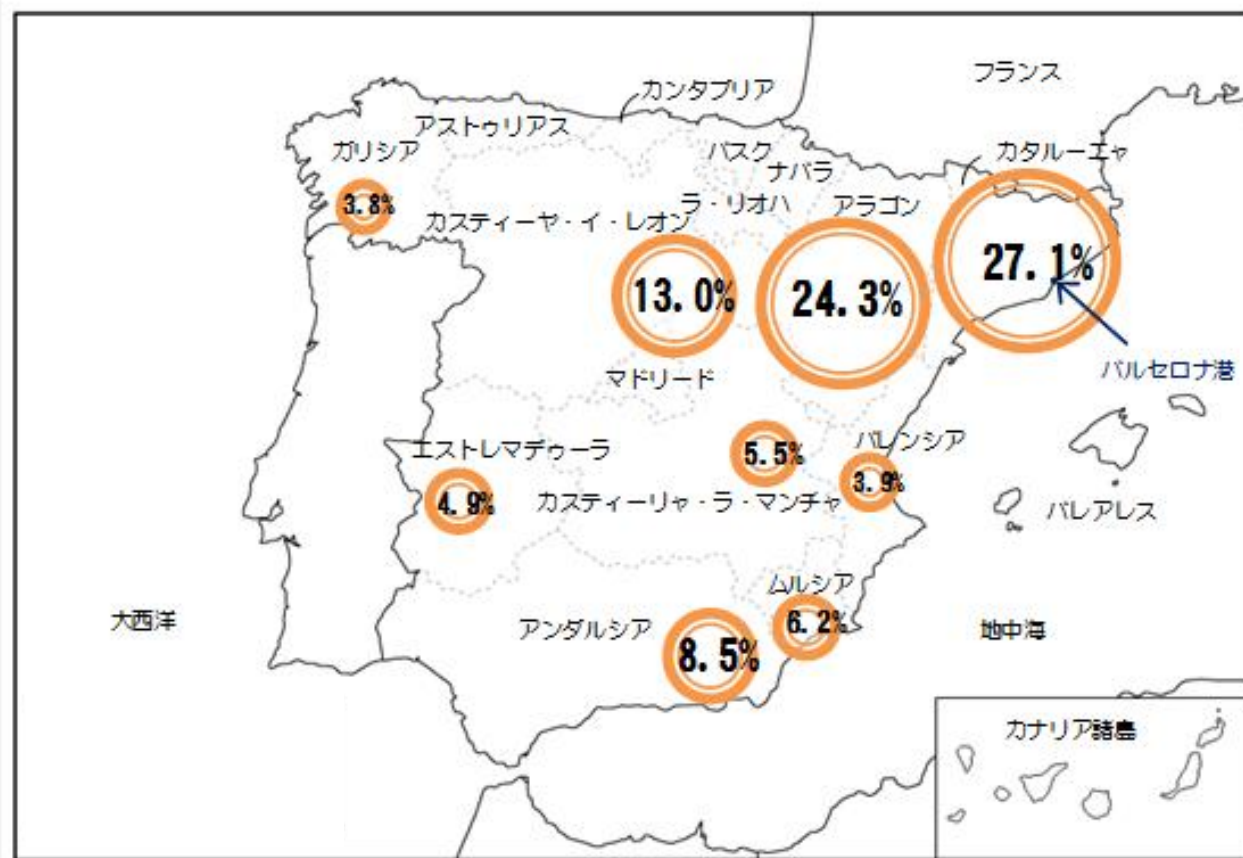 フランス
カンタブリア
アストゥリアス
ガリシア
バスク
ナバラ
カタルーニャ
ラ・リオハ
アラゴン
3.8%
カスティーヤ・イ・レオン
27.1%
13.0%
24.3%
マドリード
バルセロナ港
エストレマドゥーラ
5.5%
バレンシア
4.9%
カスティーリャ・ラ・マンチャ
3.9%
バレアレス
ムルシア
大西洋
アンダルシア
6.2%
地中海
8.5%
カナリア諸島